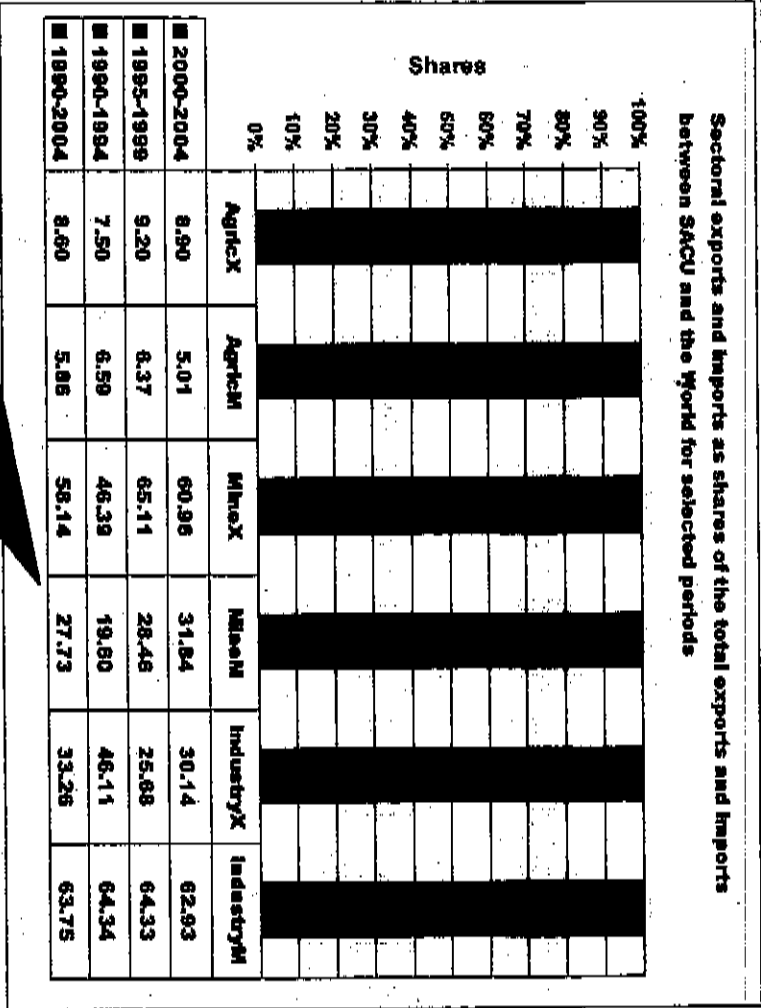 Sectoral exports and imports as shares of the total exports and imports
between SACU and the World for selected periods
Shares
100%
90%
80%
70%
60%
50%
40%
30%
20%
10%
0%
AgricX AgricM MineX MineM IndustryX IndustryM
2000-2004 8.90 5.01 60.96 31.84 30.14 62.93
1995-1999 9.20 6.37 65.11 28.46 25.68 64.33
1990-1994 7.50 6.59 46.39 19.60 46.11 64.34
1990-2004 8.60 5.86 58.14 27.73 33.26 63.75